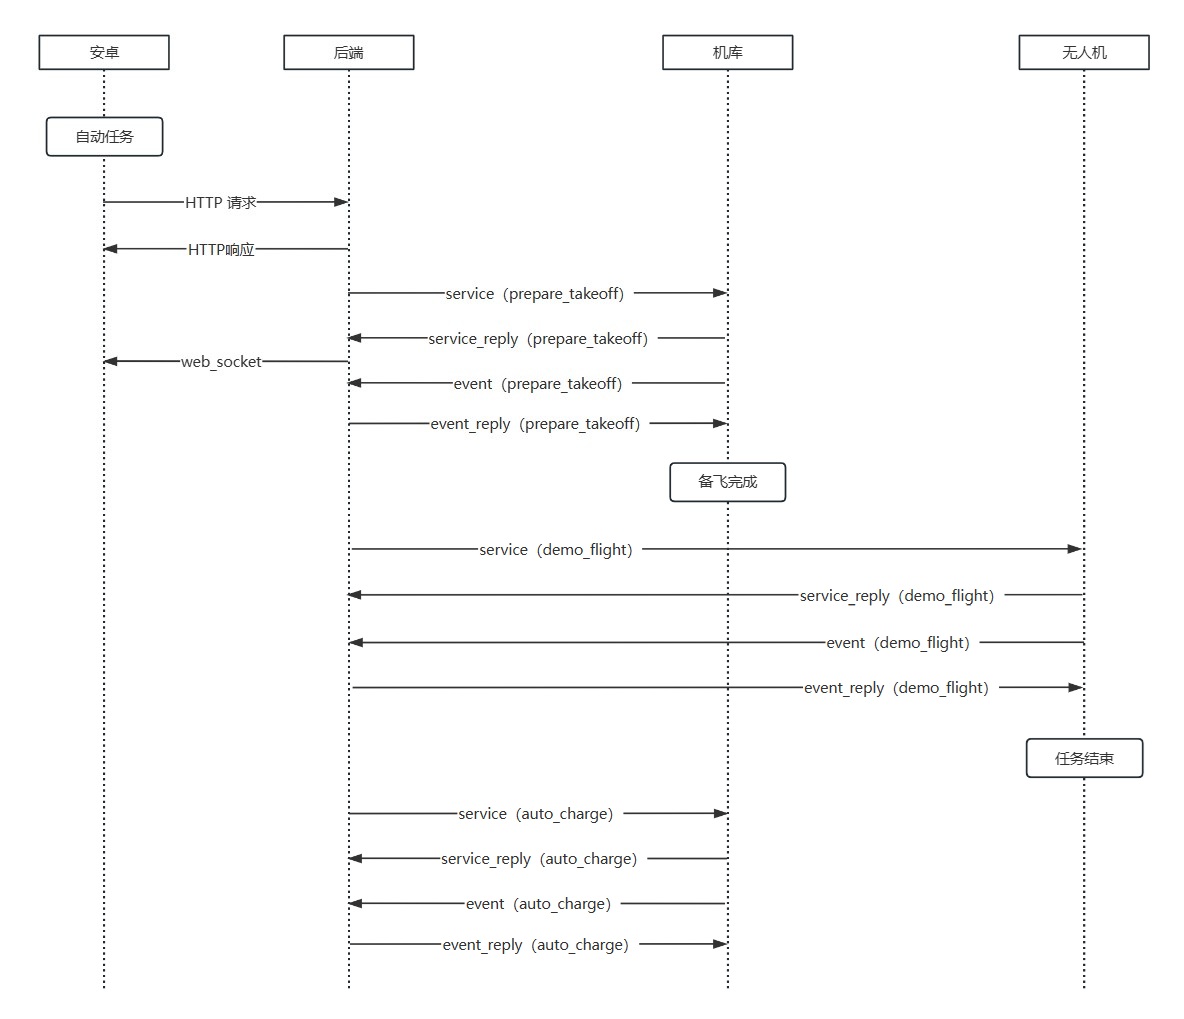 安卓
后端
机库
无人机
自动任务
HTTP 请求
HTTP响应
service（prepare_takeoff）
service_reply（prepare_takeoff）
web_socket
event（prepare_takeoff）
event_reply（prepare_takeoff）
备飞完成
service（demo_flight）
service_reply（demo_flight）
event（demo_flight）
event_reply（demo_flight）
任务结束
service（auto_charge）
service_reply（auto_charge）
event（auto_charge）
event_reply（auto_charge）